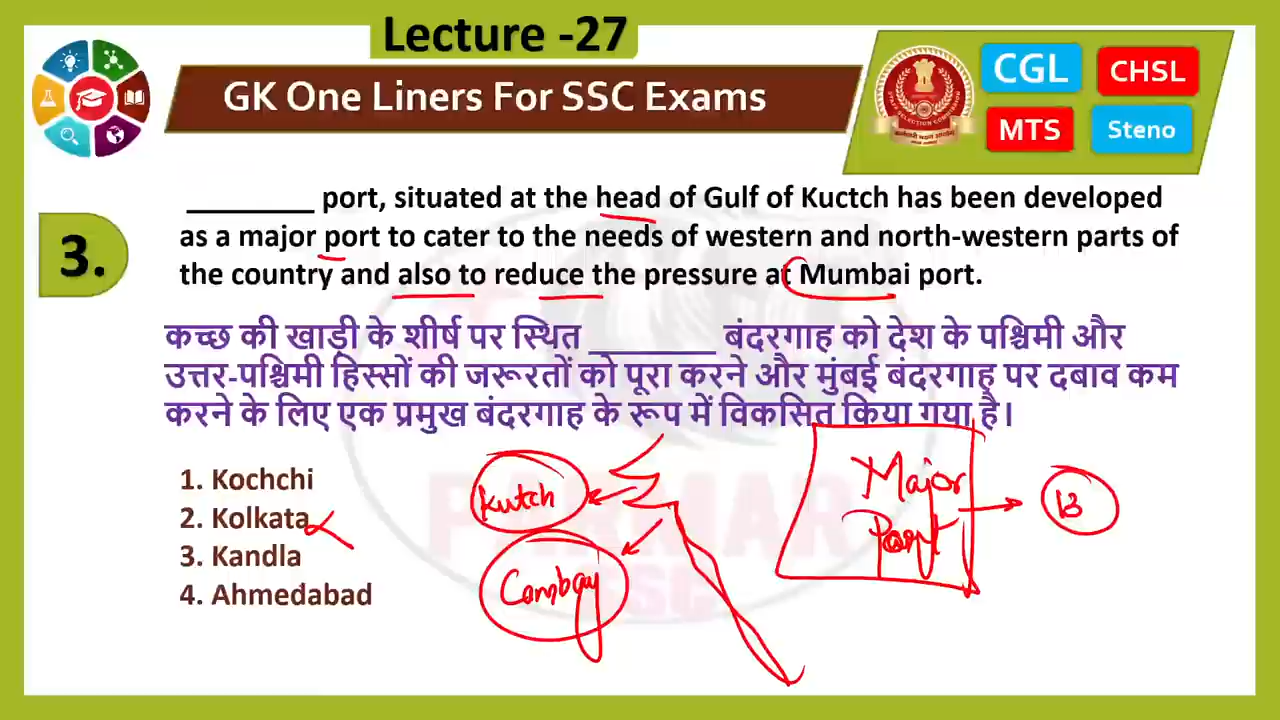 Lecture -27
GK One Liners For SSC Exams
CGL
CHSL
MTS
Steno
3.
________ port, situated at the head of Gulf of Kuctch has been developed
as a major port to cater to the needs of western and north-western parts of
the country and also to reduce the pressure at Mumbai port.
कच्छ की खाड़ी के शीर्ष पर स्थित ________ बंदरगाह को देश के पश्चिमी और
उत्तर-पश्चिमी हिस्सों की जरूरतों को पूरा करने और मुंबई बंदरगाह पर दबाव कम
करने के लिए एक प्रमुख बंदरगाह के रूप में विकसित किया गया है।
1. Kochchi
2. Kolkata
3. Kandla
4. Ahmedabad
Kutch
Combay
Major
Port
13
PARMAR
SSC